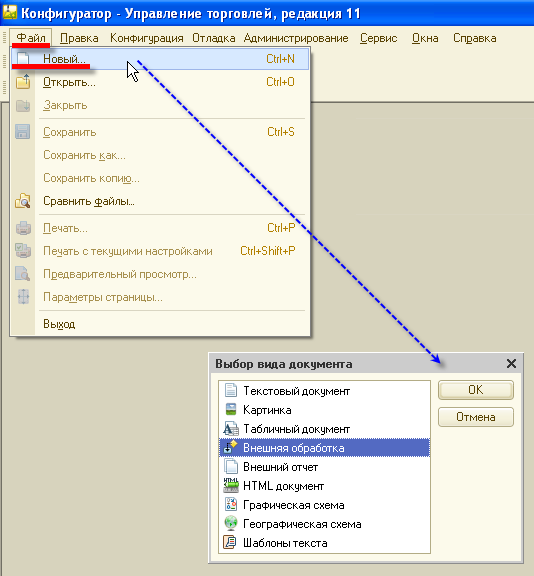 Конфигуратор - Управление торговлей, редакция 11
Файл Правка Конфигурация Отладка Администрирование Сервис Окна Справка
Новый... Ctrl+N
Открыть... Ctrl+O
Закрыть
Сохранить Ctrl+S
Сохранить как...
Сохранить копию...
Сравнить файлы...
Печать... Ctrl+P
Печать с текущими настройками Ctrl+Shift+P
Предварительный просмотр...
Параметры страницы...
Выход
Выбор вида документа
Текстовый документ
Картинка
Табличный документ
Внешняя обработка
Внешний отчет
HTML документ
Графическая схема
Географическая схема
Шаблоны текста
OK
Отмена